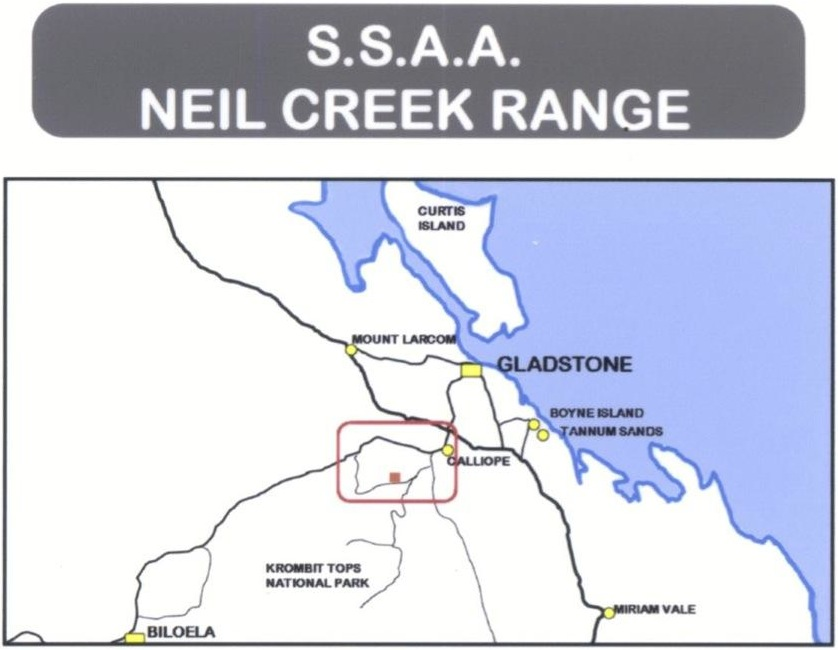 S.S.A.A.
NEIL CREEK RANGE
CURTIS
ISLAND
MOUNT LARCOM
GLADSTONE
BOYNE ISLAND
TANNUM SANDS
CALLIOPE
KROMBIT TOPS
NATIONAL PARK
MIRIAM VALE
BILOELA